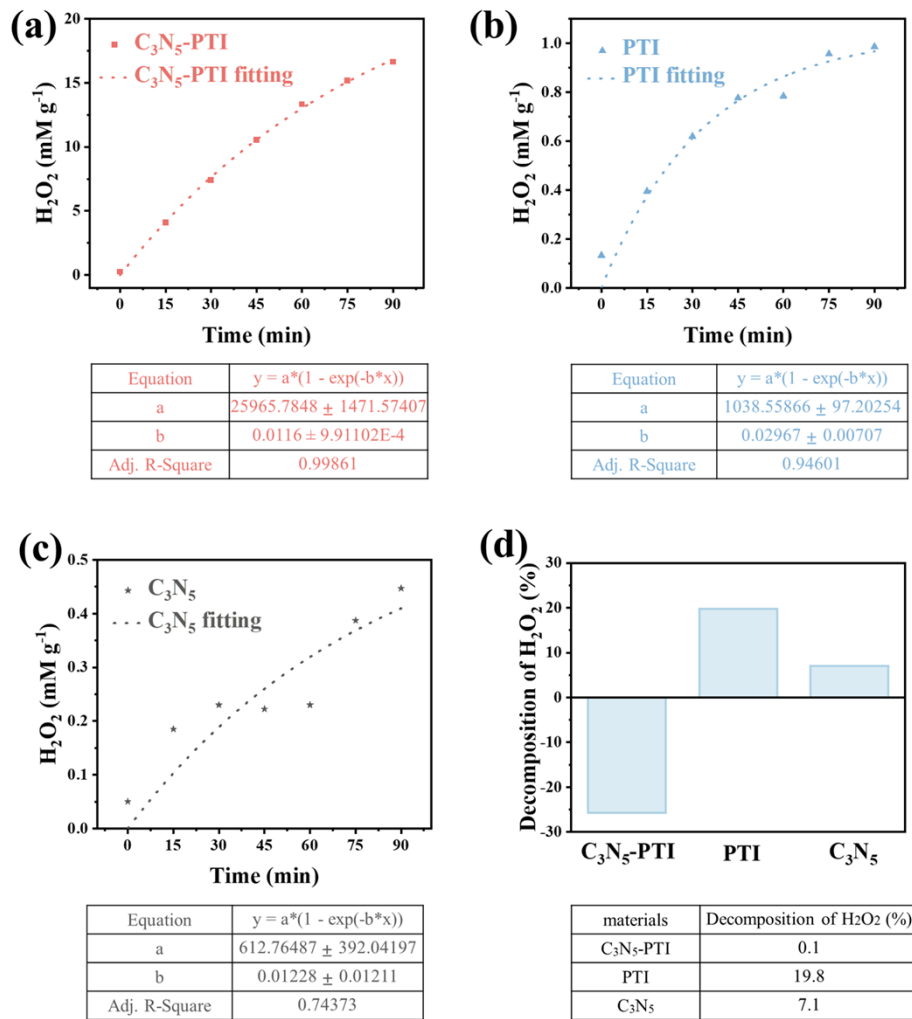 (a)
C₃N₅-PTI
C₃N₅-PTI fitting
H₂O₂ (mM g⁻¹)
20
15
10
5
0
0 15 30 45 60 75 90
Time (min)
Equation y = a*(1 - exp(-b*x))
a 25965.7848 ± 1471.57407
b 0.0116 ± 9.91102E-4
Adj. R-Square 0.99861
(b)
PTI
PTI fitting
H₂O₂ (mM g⁻¹)
1.0
0.8
0.6
0.4
0.2
0.0
0 15 30 45 60 75 90
Time (min)
Equation y = a*(1 - exp(-b*x))
a 1038.55866 ± 97.20254
b 0.02967 ± 0.00707
Adj. R-Square 0.94601
(c)
C₃N₅
C₃N₅ fitting
H₂O₂ (mM g⁻¹)
0.5
0.4
0.3
0.2
0.1
0.0
0 15 30 45 60 75 90
Time (min)
Equation y = a*(1 - exp(-b*x))
a 612.76487 ± 392.04197
b 0.01228 ± 0.01211
Adj. R-Square 0.74373
(d)
Decomposition of H₂O₂ (%)
30
20
10
0
-10
-20
-30
C₃N₅-PTI PTI C₃N₅
materials Decomposition of H₂O₂ (%)
C₃N₅-PTI 0.1
PTI 19.8
C₃N₅ 7.1